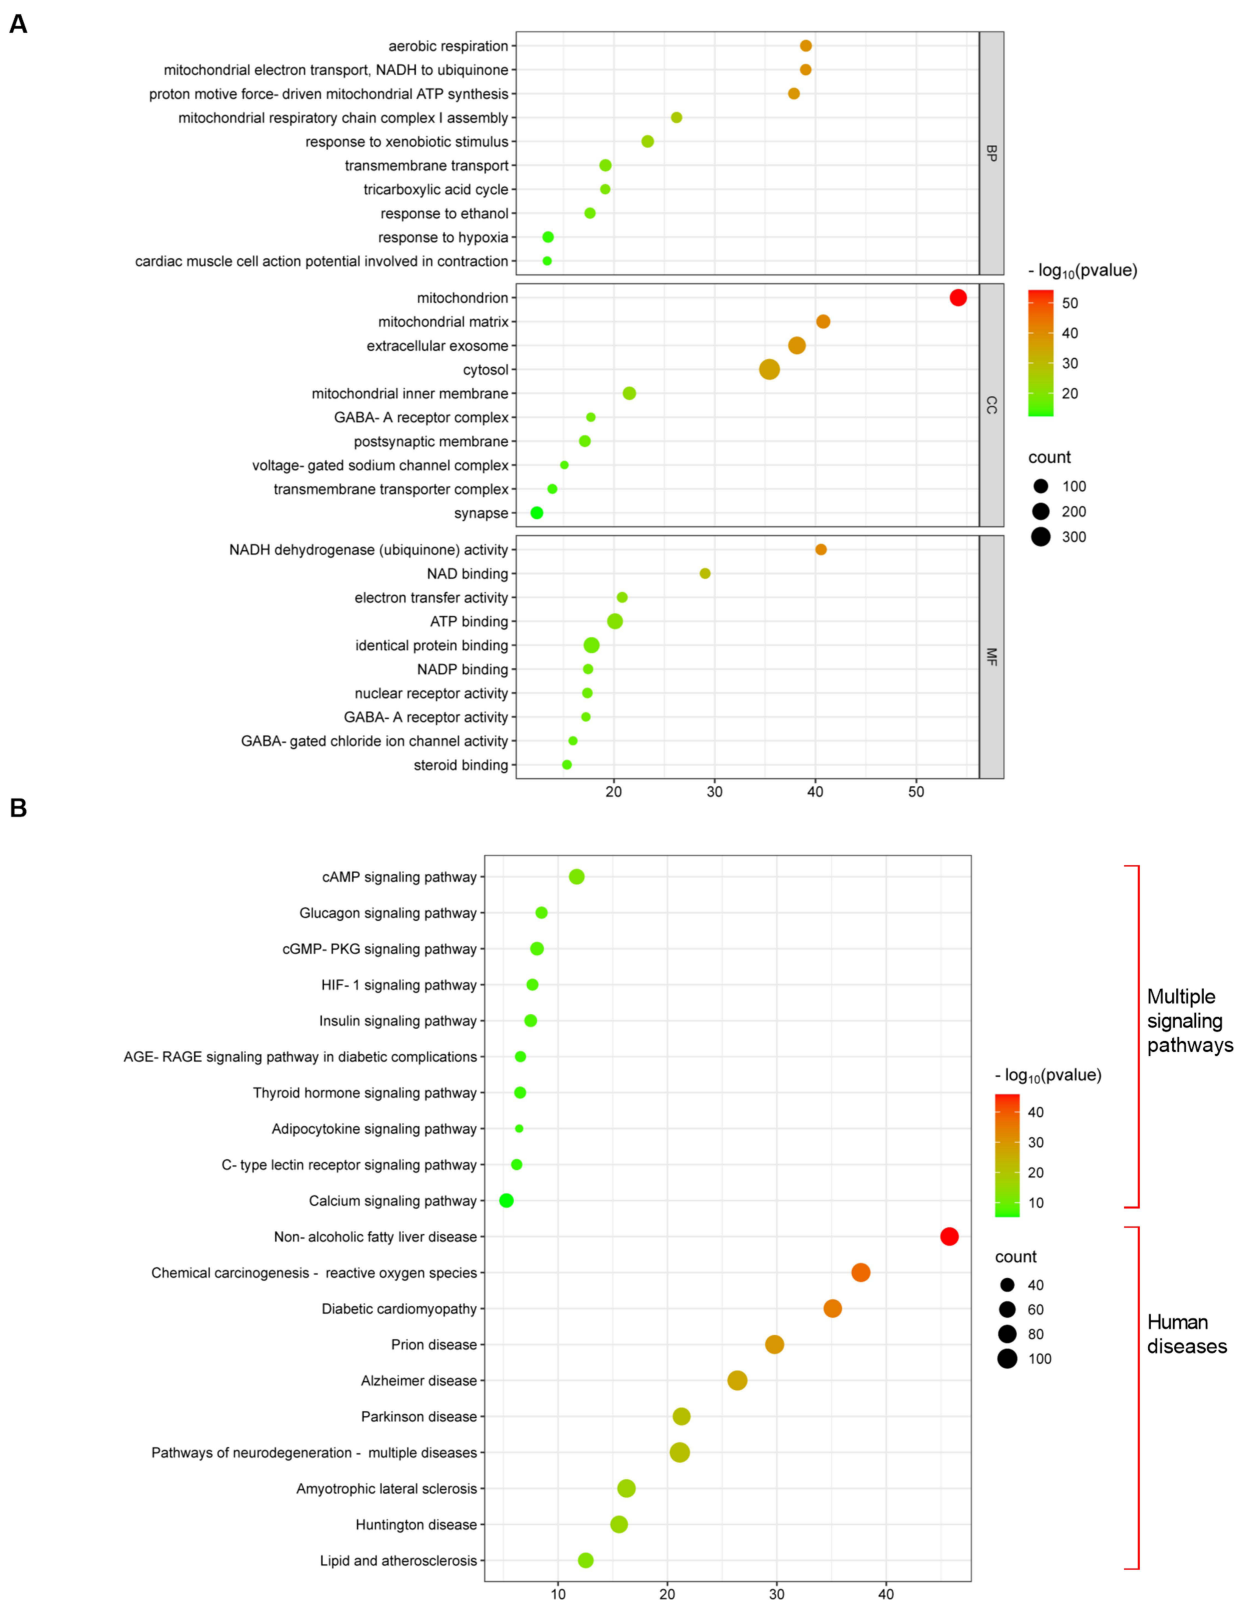 A
aerobic respiration
mitochondrial electron transport, NADH to ubiquinone
proton motive force- driven mitochondrial ATP synthesis
mitochondrial respiratory chain complex I assembly
response to xenobiotic stimulus
transmembrane transport
tricarboxylic acid cycle
response to ethanol
response to hypoxia
cardiac muscle cell action potential involved in contraction
BP
mitochondrion
mitochondrial matrix
extracellular exosome
cytosol
mitochondrial inner membrane
GABA- A receptor complex
postsynaptic membrane
voltage- gated sodium channel complex
transmembrane transporter complex
synapse
CC
NADH dehydrogenase (ubiquinone) activity
NAD binding
electron transfer activity
ATP binding
identical protein binding
NADP binding
nuclear receptor activity
GABA- A receptor activity
GABA- gated chloride ion channel activity
steroid binding
MF
20 30 40 50
- log10(pvalue)
50
40
30
20
count
100
200
300
B
cAMP signaling pathway
Glucagon signaling pathway
cGMP- PKG signaling pathway
HIF- 1 signaling pathway
Insulin signaling pathway
AGE- RAGE signaling pathway in diabetic complications
Thyroid hormone signaling pathway
Adipocytokine signaling pathway
C- type lectin receptor signaling pathway
Calcium signaling pathway
Non- alcoholic fatty liver disease
Chemical carcinogenesis - reactive oxygen species
Diabetic cardiomyopathy
Prion disease
Alzheimer disease
Parkinson disease
Pathways of neurodegeneration - multiple diseases
Amyotrophic lateral sclerosis
Huntington disease
Lipid and atherosclerosis
10 20 30 40
- log10(pvalue)
40
30
20
10
count
40
60
80
100
Multiple
signaling
pathways
Human
diseases